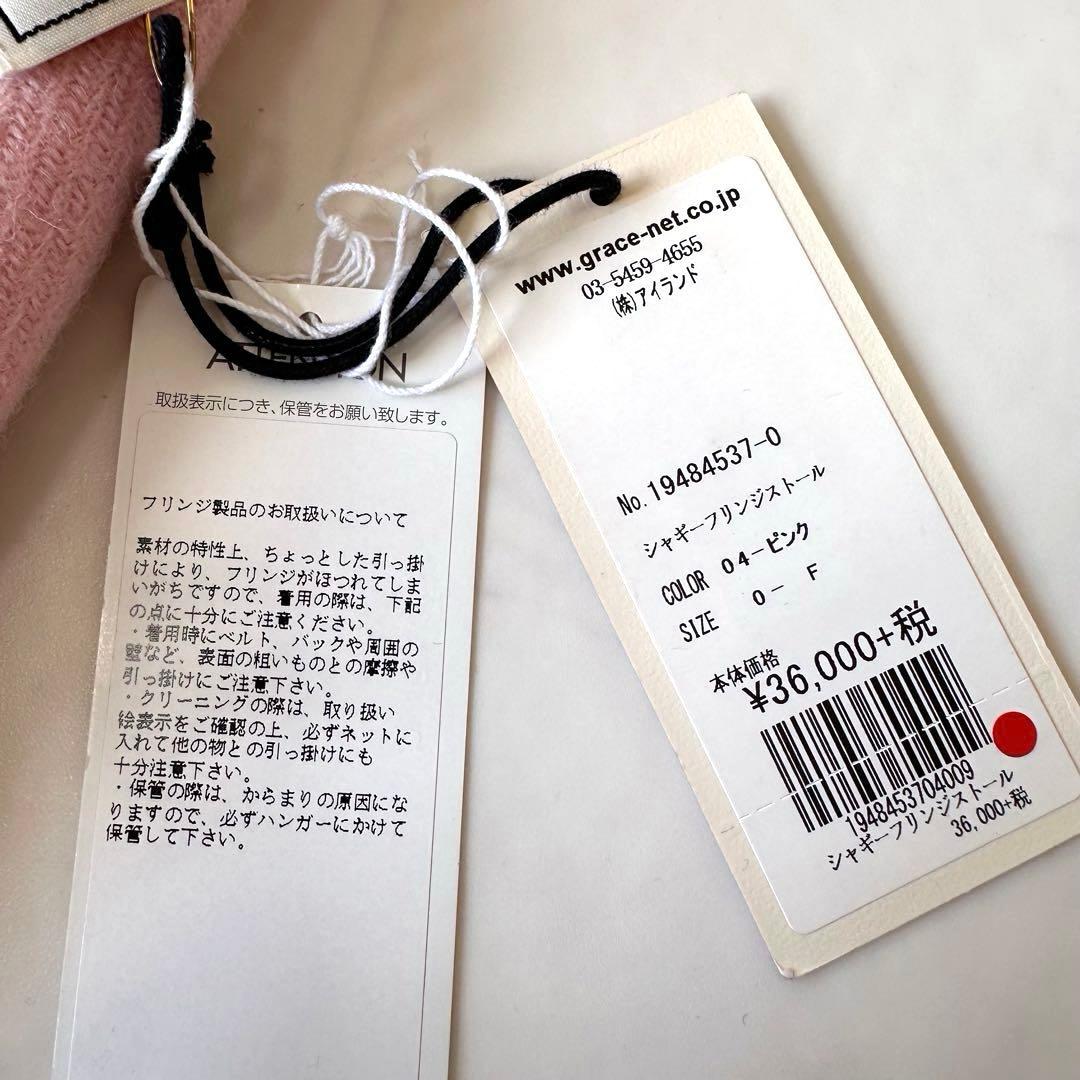 取扱表示につき、保管をお願い致します。
フリンジ製品のお取扱いについて
素材の特性上、ちょっとした引っ掛
けにより、フリンジがほつれてしま
いがちですので、着用の際は、下記
の点に十分にご注意ください。
・着用時にベルト、バックや周囲の
壁など、表面の粗いものとの摩擦や
引っ掛けにご注意下さい。
・クリーニングの際は、取り扱い
絵表示をご確認の上、必ずネットに
入れて他の物との引っ掛けにも
十分注意下さい。
・保管の際は、からまりの原因にな
りますので、必ずハンガーにかけて
保管して下さい。
www.grace-net.co.jp
03-5459-4655
(株)アイランド
No.19484537-0
シャギーフリンジストール
COLOR 04-ピンク
SIZE 0- F
本体価格
¥36,000+税
1948453704009
シャギーフリンジストール
36,000+税